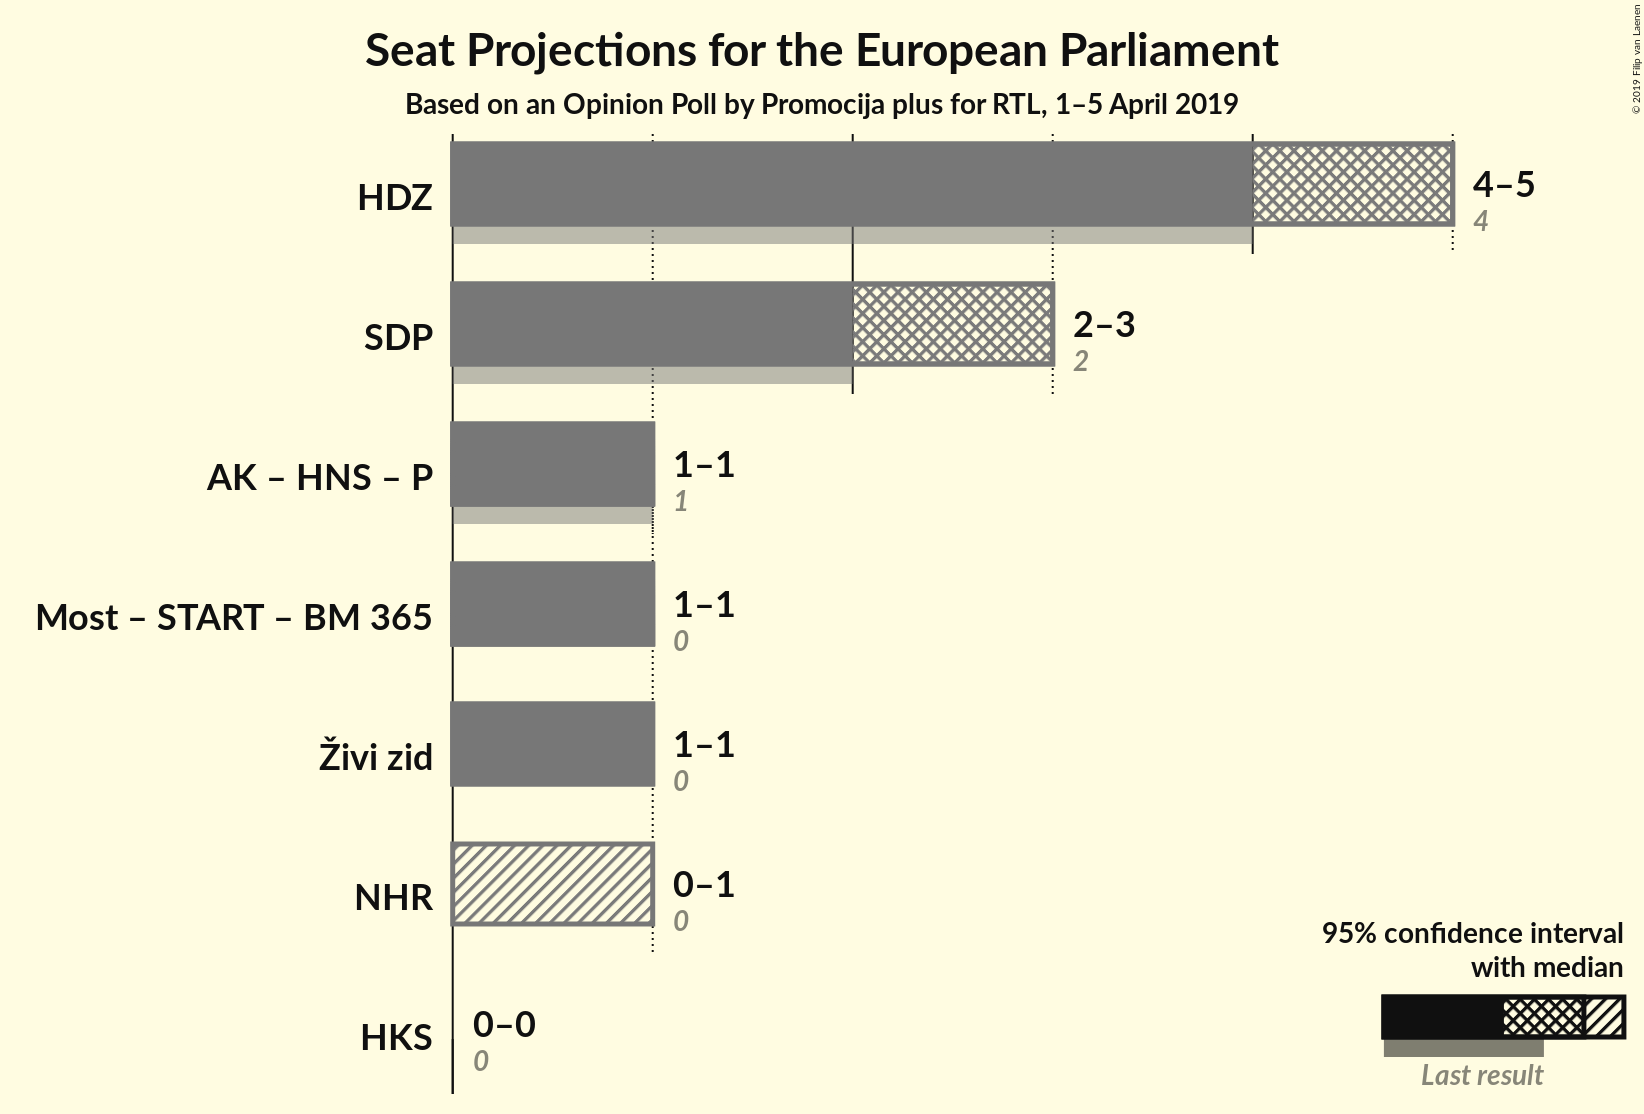 Seat Projections for the European Parliament
Based on an Opinion Poll by Promocija plus for RTL, 1–5 April 2019
© 2019 Filip van Laenen
HDZ
4–5
4
SDP
2–3
2
AK – HNS – P
1–1
1
Most – START – BM 365
1–1
0
Živi zid
1–1
0
NHR
0–1
0
HKS
0–0
0
95% confidence interval
with median
Last result